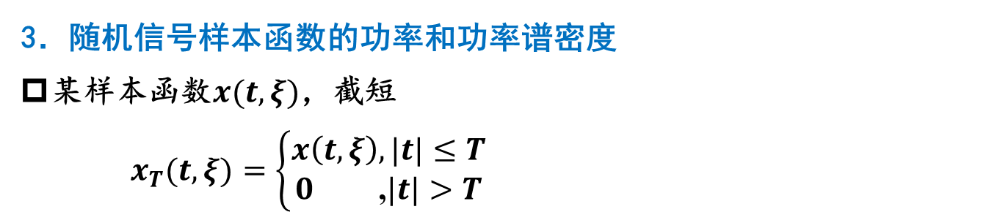 3. 随机信号样本函数的功率和功率谱密度
某样本函数x(t,ξ)，截短
x_T(t,ξ) = { x(t,ξ), |t| ≤ T
0 ,|t| > T